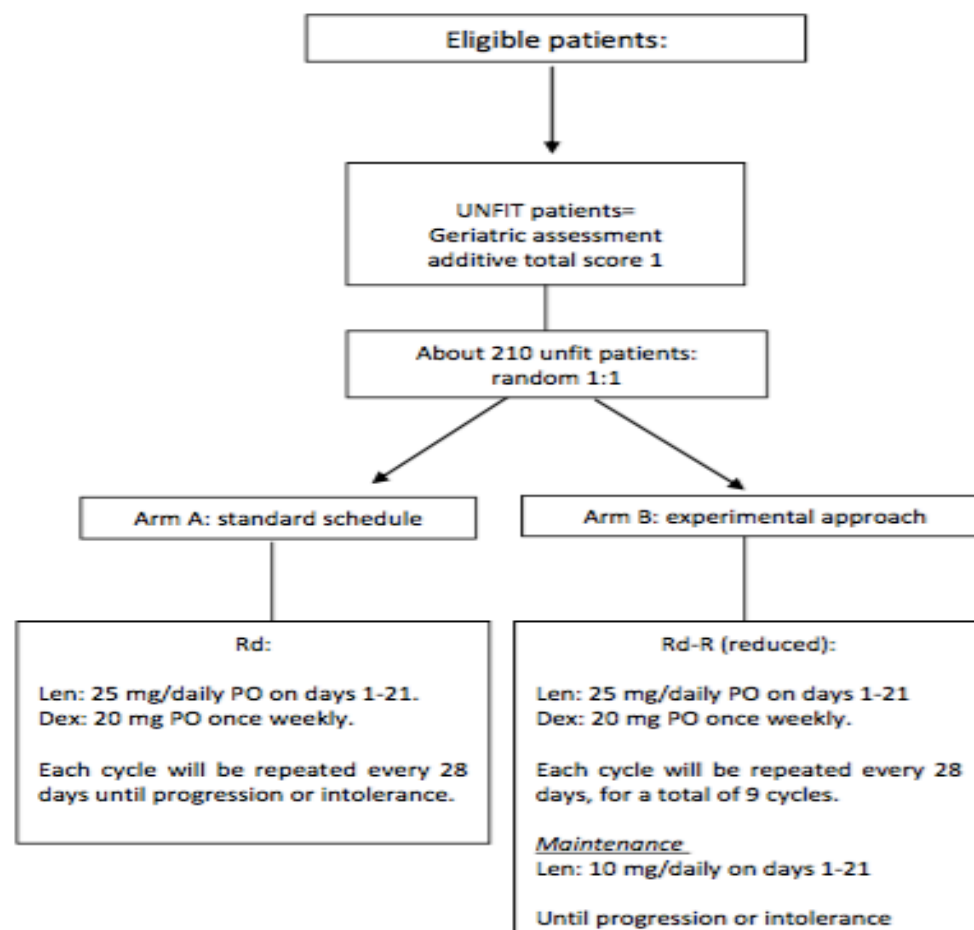 Eligible patients:
UNFIT patients=
Geriatric assessment
additive total score 1
About 210 unfit patients:
random 1:1
Arm A: standard schedule
Arm B: experimental approach
Rd:
Len: 25 mg/daily PO on days 1-21.
Dex: 20 mg PO once weekly.
Each cycle will be repeated every 28
days until progression or intolerance.
Rd-R (reduced):
Len: 25 mg/daily PO on days 1-21
Dex: 20 mg PO once weekly.
Each cycle will be repeated every 28
days, for a total of 9 cycles.
Maintenance
Len: 10 mg/daily on days 1-21
Until progression or intolerance